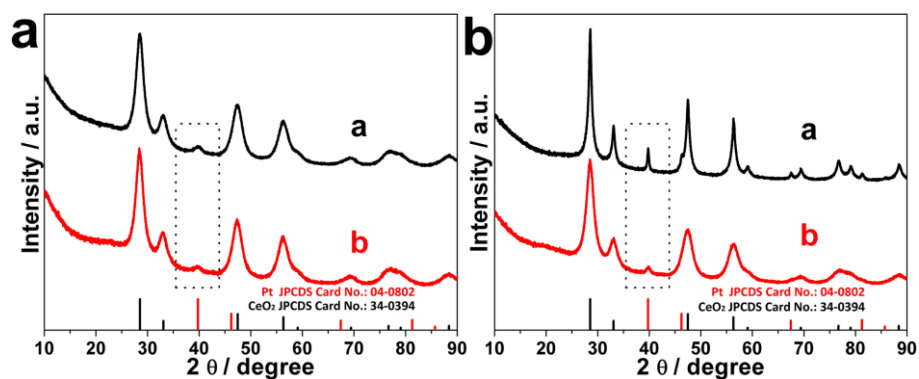 a
a
b
Pt JPCDS Card No.: 04-0802
CeO₂ JPCDS Card No.: 34-0394
Intensity / a.u.
10 20 30 40 50 60 70 80 90
2 θ / degree
b
a
b
Pt JPCDS Card No.: 04-0802
CeO₂ JPCDS Card No.: 34-0394
Intensity / a.u.
10 20 30 40 50 60 70 80 90
2 θ / degree